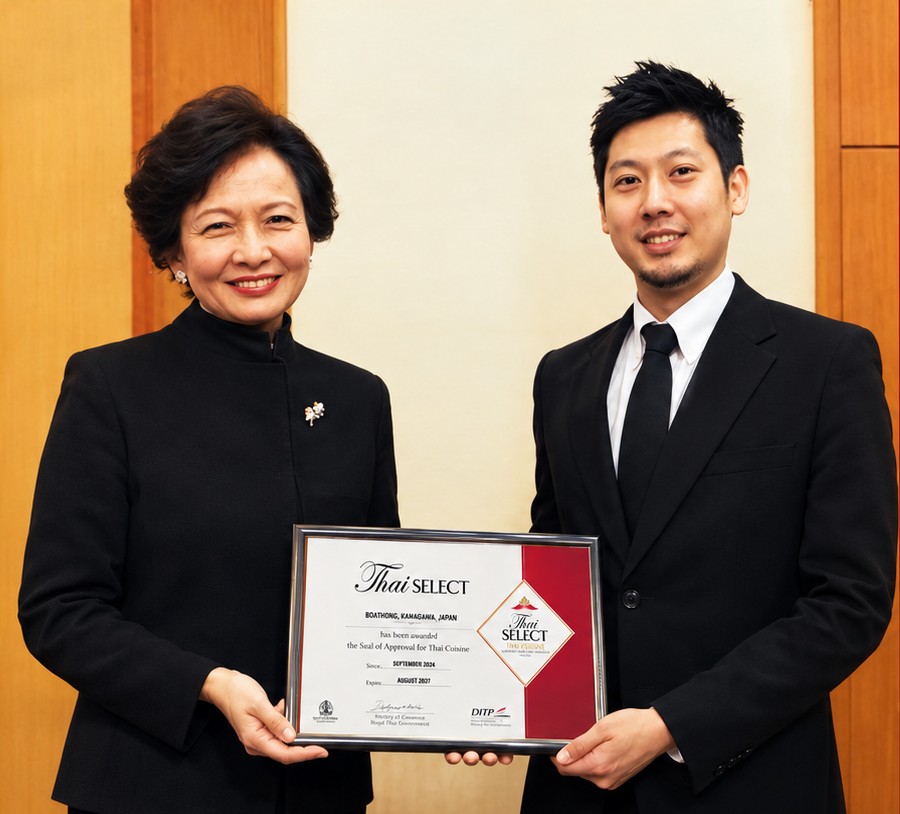 Thai SELECT
BOATHONG, KAMAGAWA, JAPAN
has been awarded
the Seal of Approval for Thai Cuisine
Since SEPTEMBER 2024
Expire AUGUST 2027
Ministry of Commerce
Royal Thai Government
Thai
SELECT
THAI CUISINE
DITP